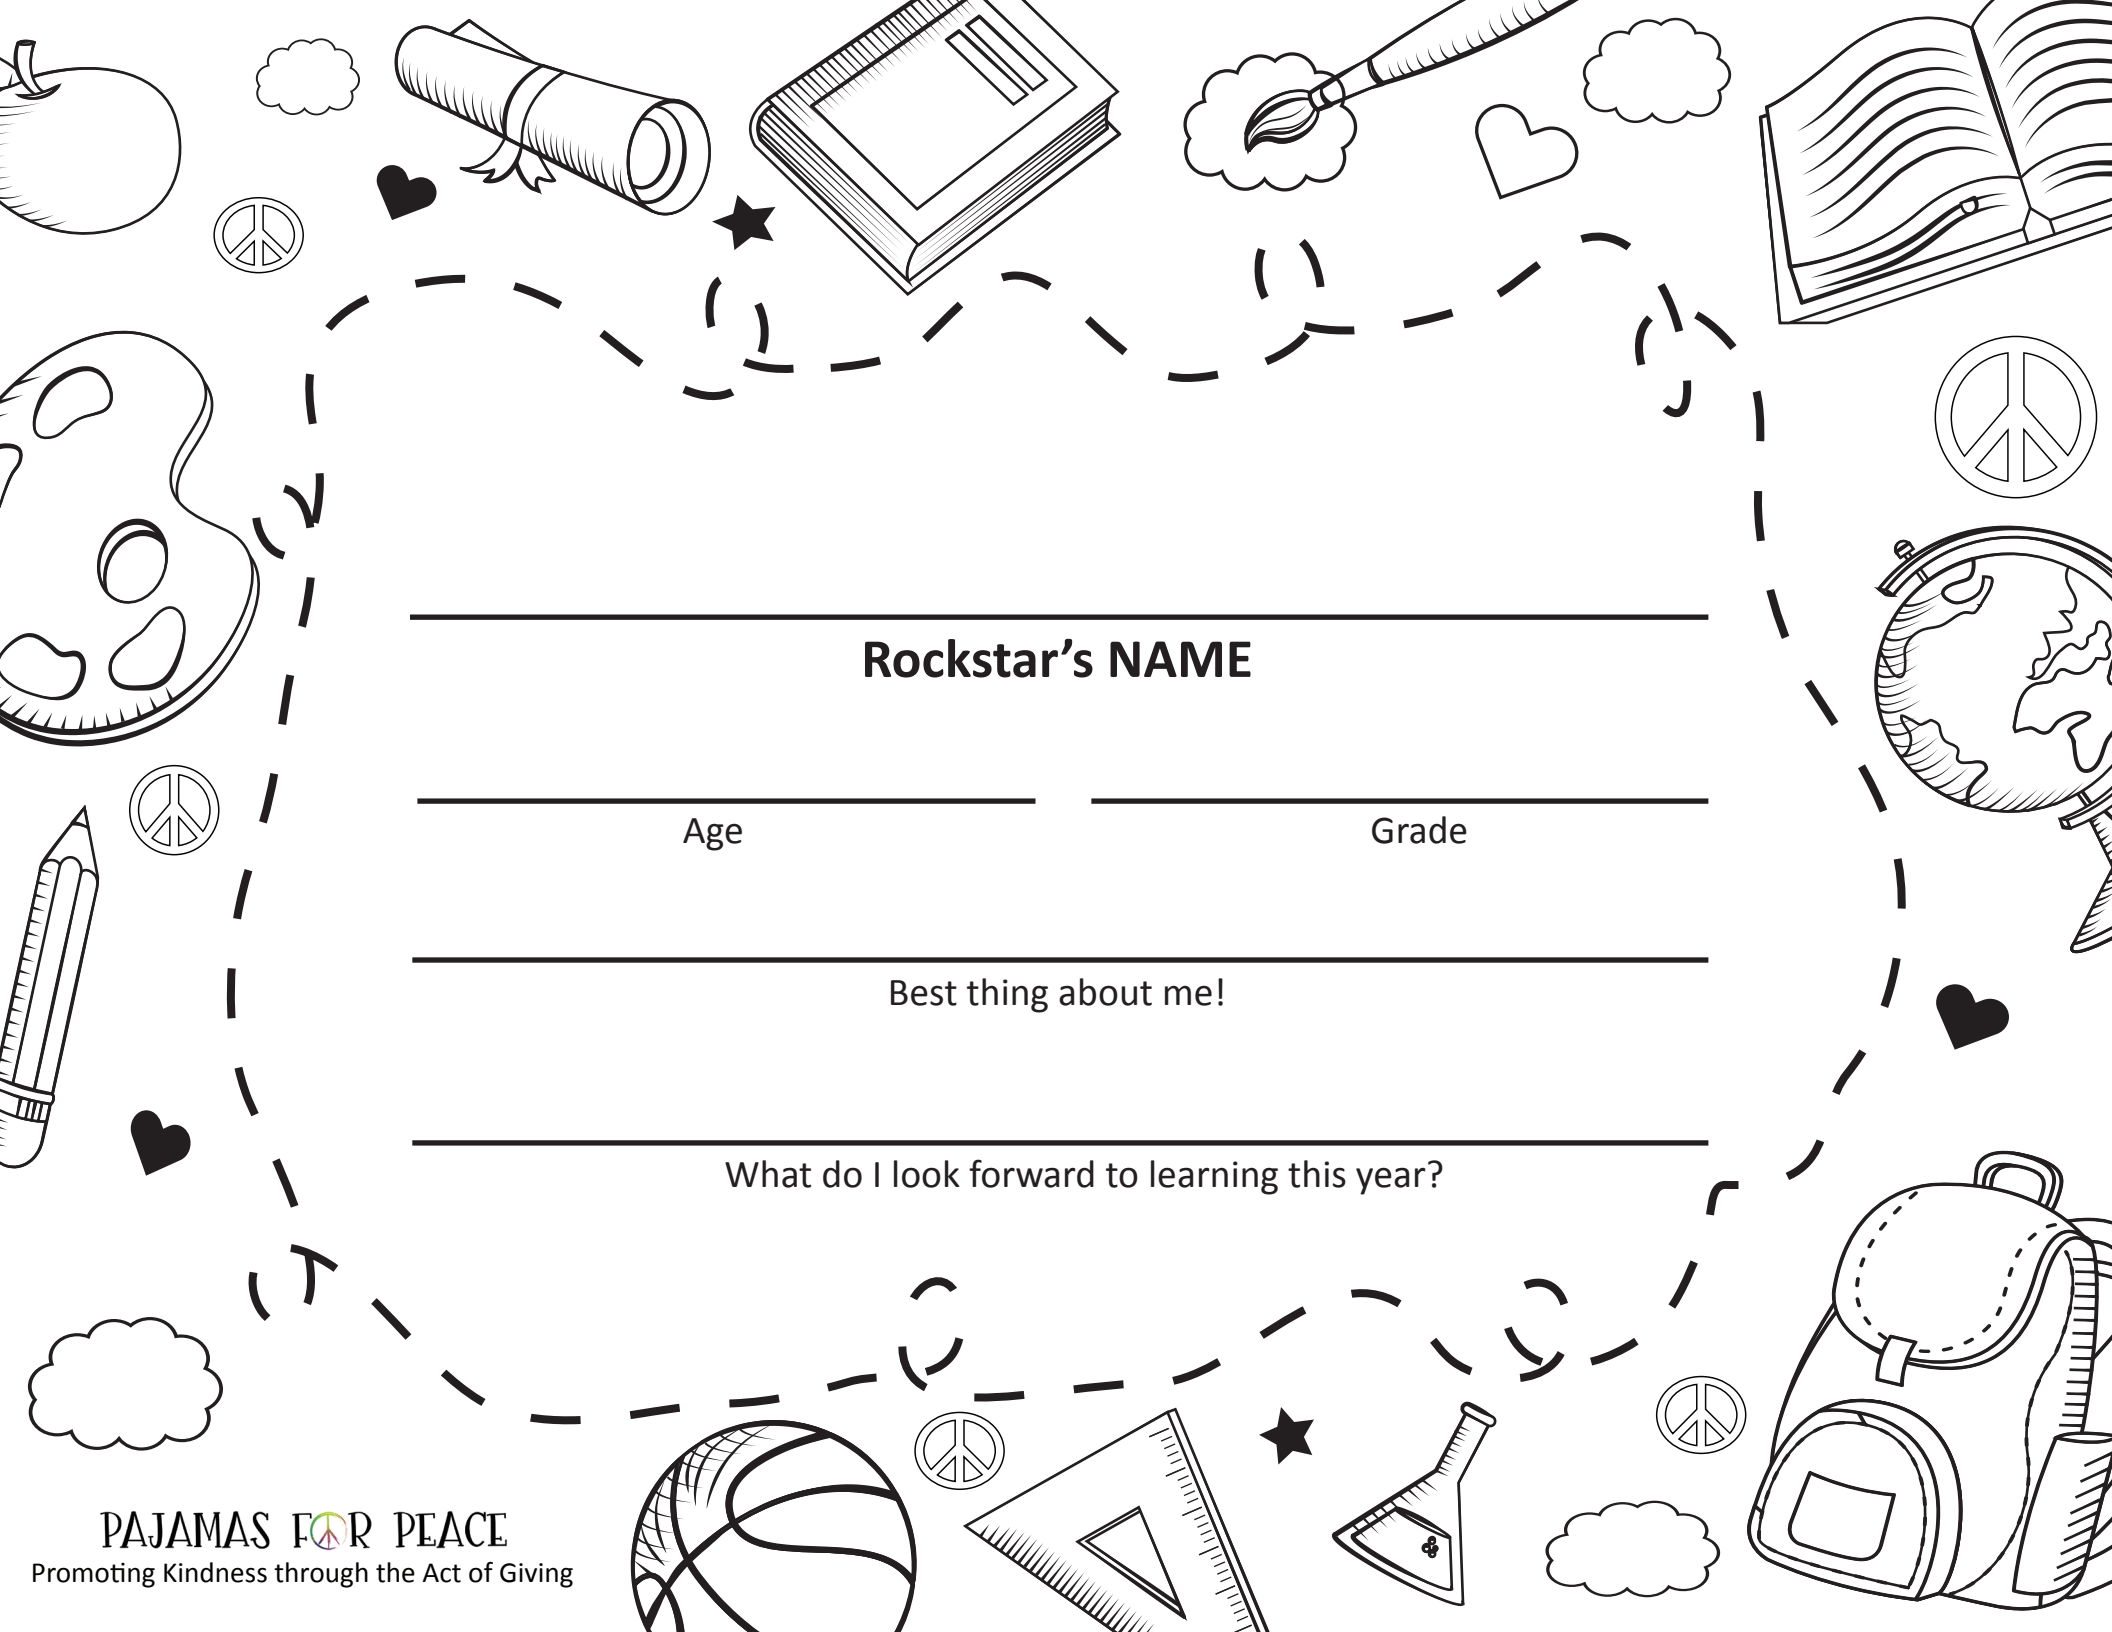 Rockstar’s NAME
Age Grade
Best thing about me!
What do I look forward to learning this year?
PAJAMAS FOR PEACE
Promoting Kindness through the Act of Giving